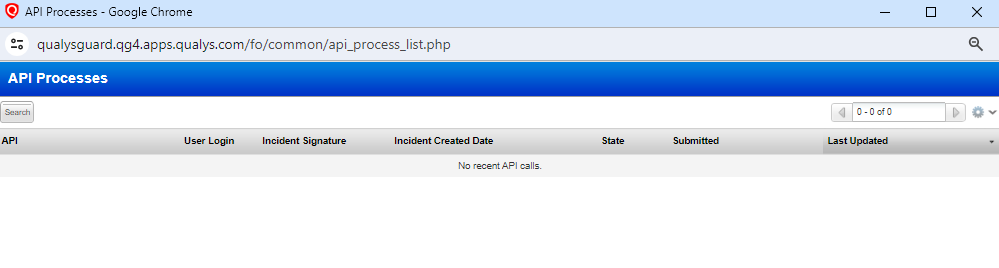 API Processes - Google Chrome
qualysguard.qg4.apps.qualys.com/fo/common/api_process_list.php
API Processes
Search
0 - 0 of 0
API User Login Incident Signature Incident Created Date State Submitted Last Updated
No recent API calls.